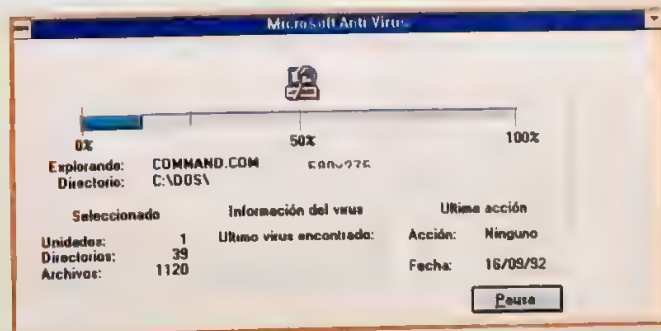 Microsoft Anti Virus
0% 50% 100%
Explorando: COMMAND.COM
Directorio: C:\DOS\
Seleccionado
Unidades: 1
Directorios: 39
Archivos: 1120
Información del virus
Ultimo virus encontrado:
Ultima acción
Acción: Ninguno
Fecha: 16/09/92
Pausa